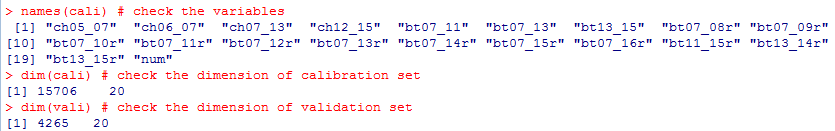 > names(cali) # check the variables
[1] "ch05_07" "ch06_07" "ch07_13" "ch12_15" "bt07_11" "bt07_13" "bt13_15" "bt07_08r" "bt07_09r"
[10] "bt07_10r" "bt07_11r" "bt07_12r" "bt07_13r" "bt07_14r" "bt07_15r" "bt07_16r" "bt11_15r" "bt13_14r"
[19] "bt13_15r" "num"
> dim(cali) # check the dimension of calibration set
[1] 15706 20
> dim(vali) # check the dimension of validation set
[1] 4265 20